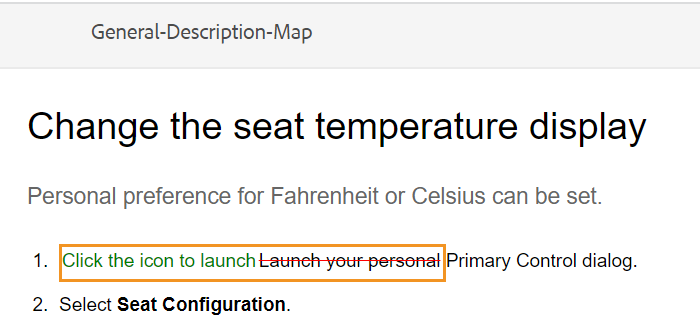 General-Description-Map
Change the seat temperature display
Personal preference for Fahrenheit or Celsius can be set.
1. Click the icon to launch Launch your personal Primary Control dialog.
2. Select Seat Configuration.